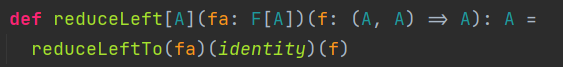 def reduceLeft[A](fa: F[A])(f: (A, A) => A): A =
  reduceLeftTo(fa)(identity)(f)